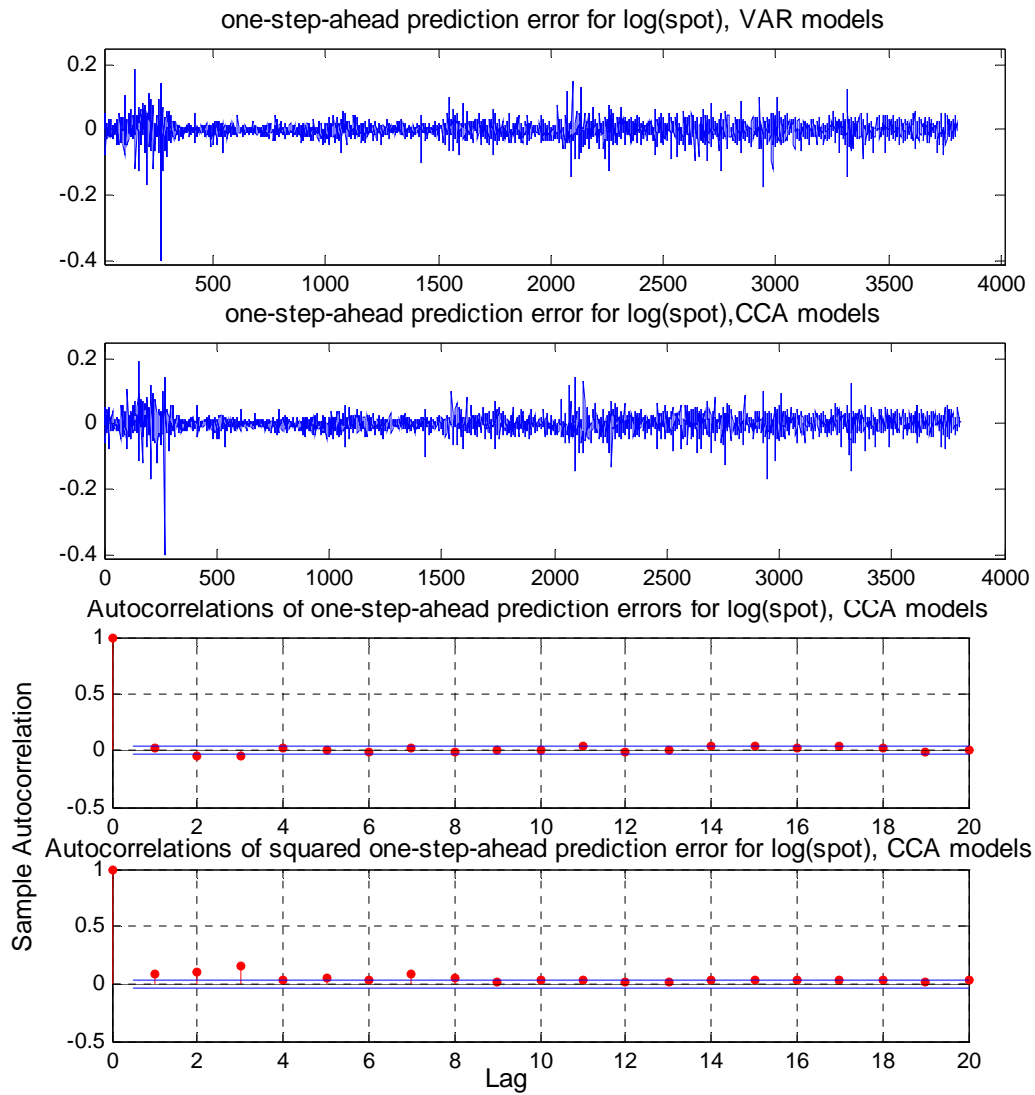 one-step-ahead prediction error for log(spot), VAR models
0.2
0
-0.2
-0.4
500 1000 1500 2000 2500 3000 3500 4000
one-step-ahead prediction error for log(spot),CCA models
0.2
0
-0.2
-0.4
0 500 1000 1500 2000 2500 3000 3500 4000
Autocorrelations of one-step-ahead prediction errors for log(spot), CCA models
1
0.5
0
-0.5
0 2 4 6 8 10 12 14 16 18 20
Sample Autocorrelation
Autocorrelations of squared one-step-ahead prediction error for log(spot), CCA models
1
0.5
0
-0.5
0 2 4 6 8 10 12 14 16 18 20
Lag